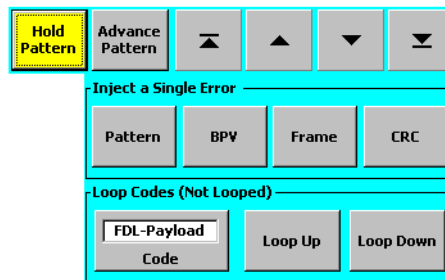 Hold
Pattern
Advance
Pattern
Inject a Single Error
Pattern
BPV
Frame
CRC
Loop Codes (Not Looped)
FDL-Payload
Code
Loop Up
Loop Down